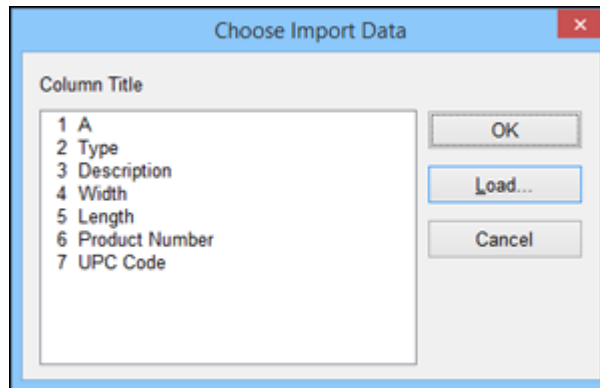 Choose Import Data
Column Title
1 A
2 Type
3 Description
4 Width
5 Length
6 Product Number
7 UPC Code
OK
Load...
Cancel